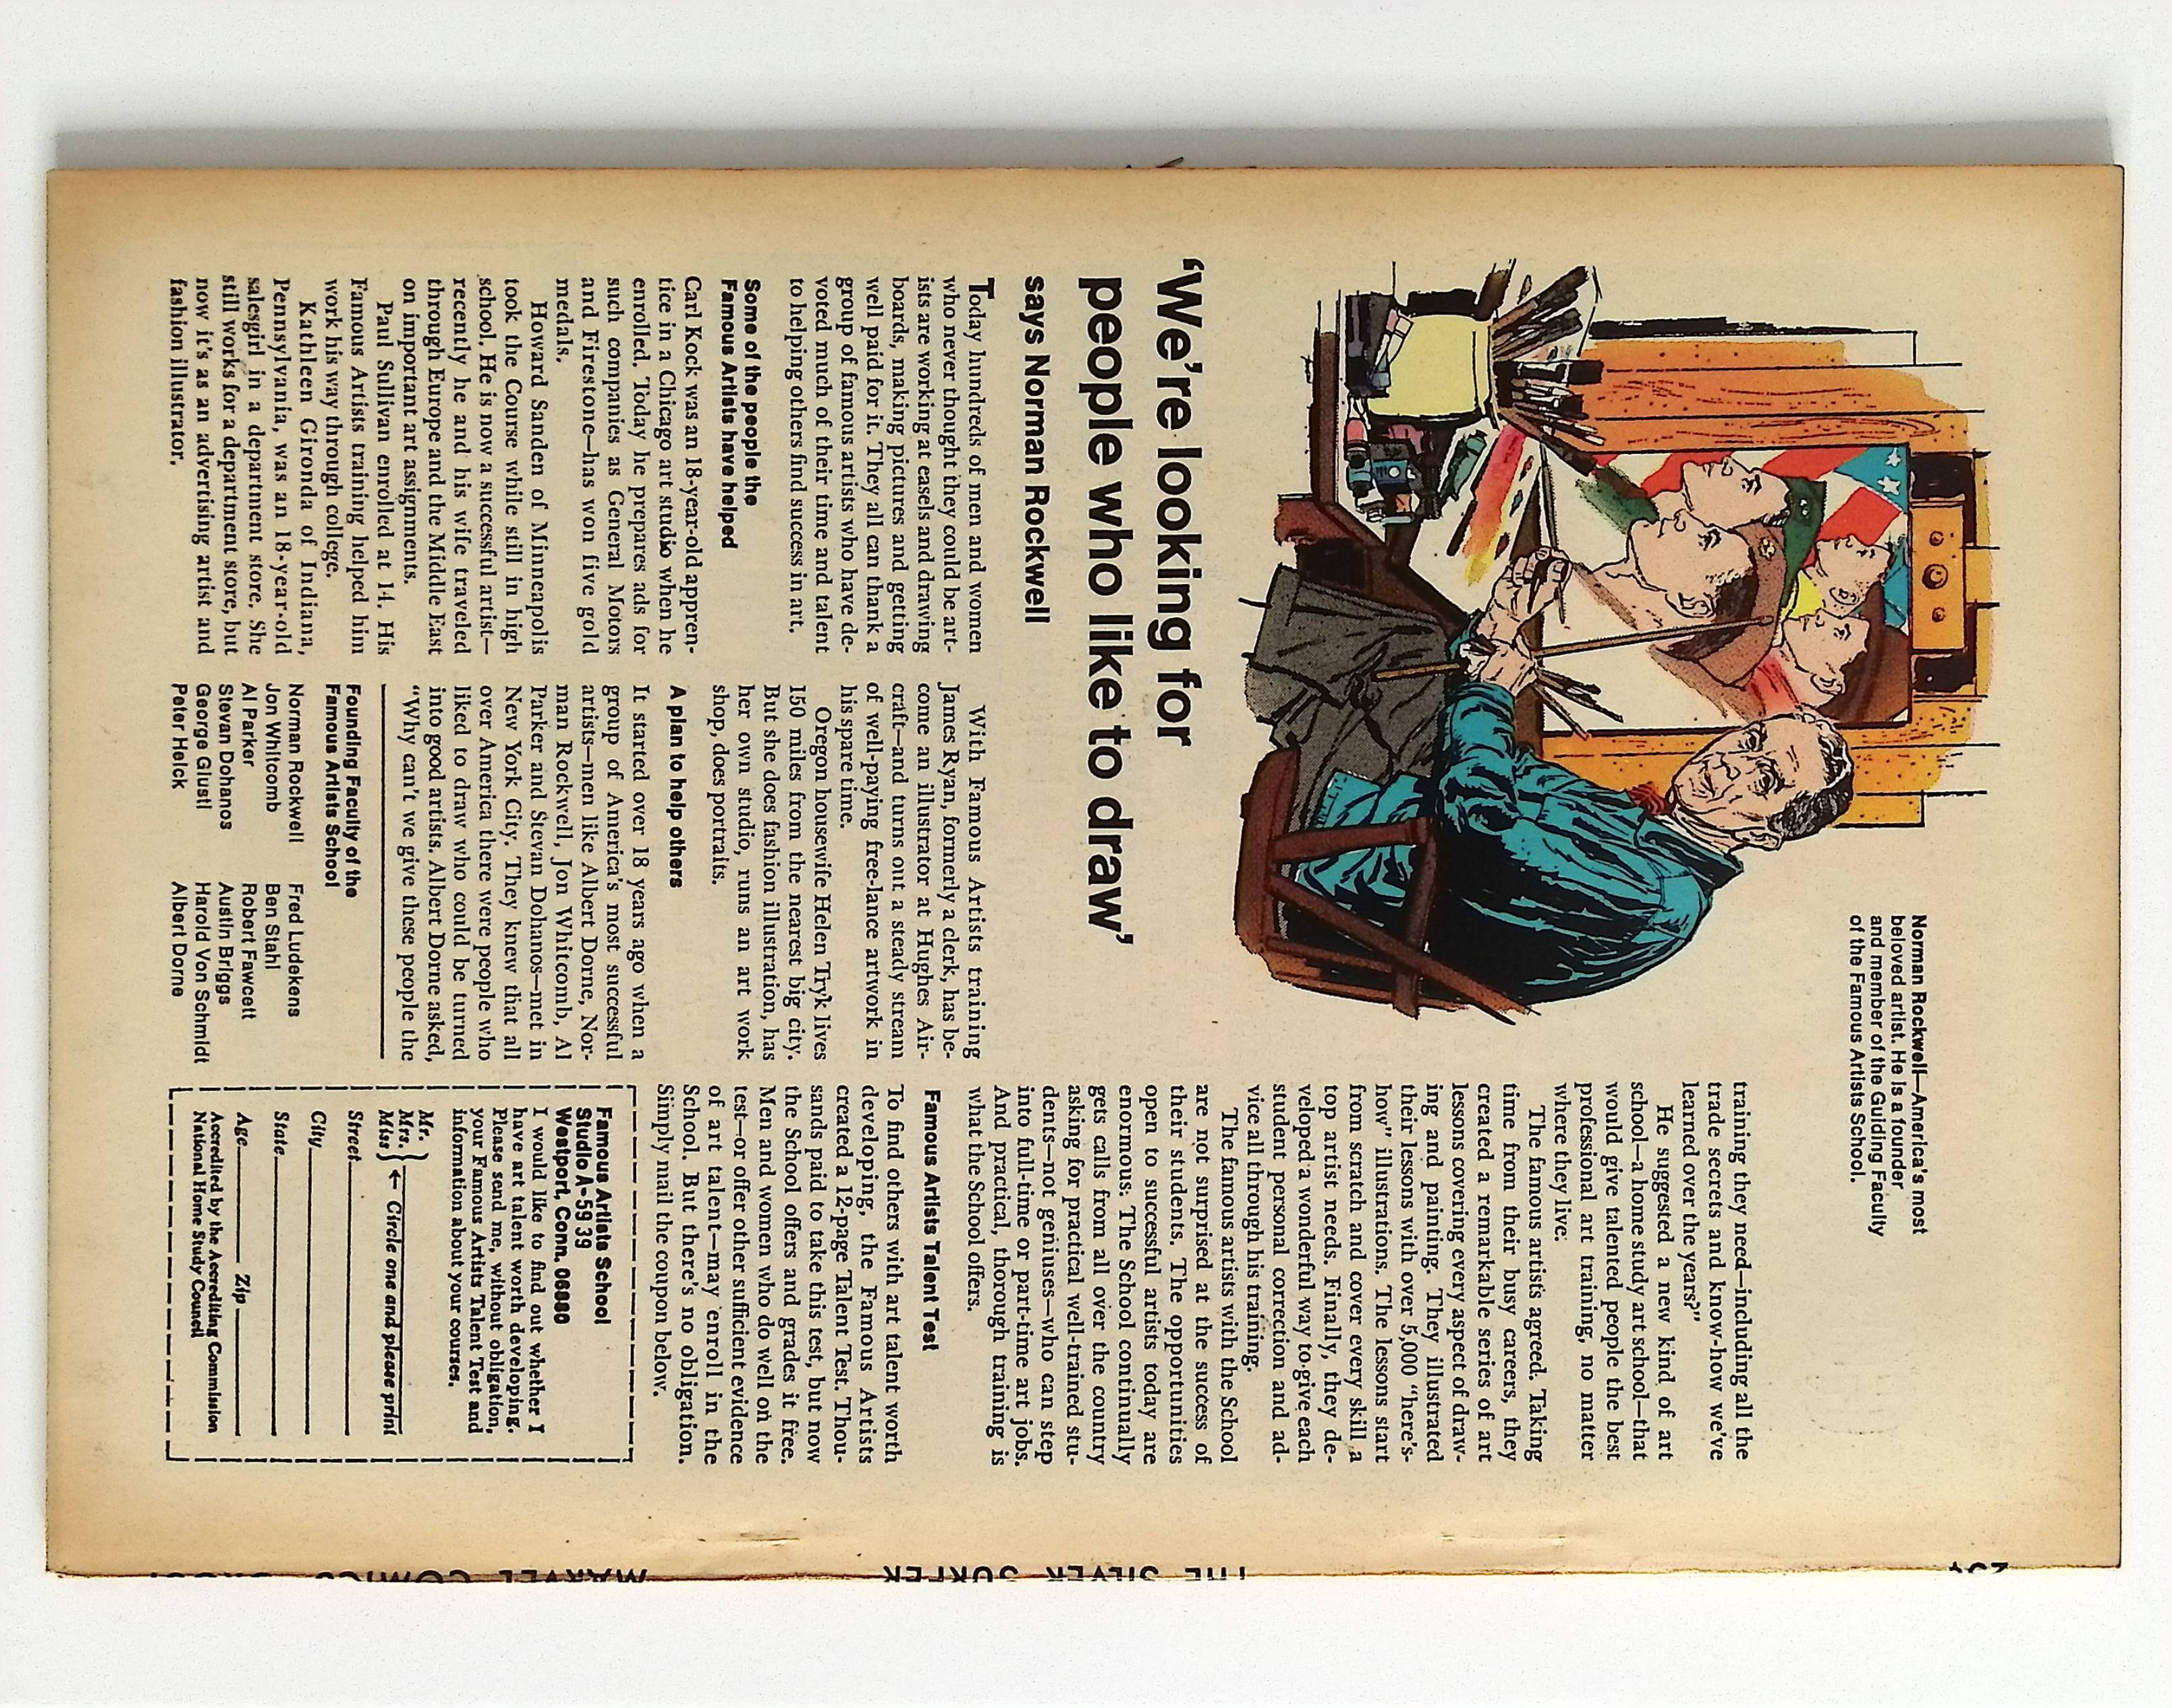 Norman Rockwell—America's most
beloved artist. He is a founder
and member of the Guiding Faculty
of the Famous Artists School.
‘We're looking for
people who like to draw’
says Norman Rockwell
Today hundreds of men and women
who never thought they could be art-
ists are working at easels and drawing
boards, making pictures and getting
well paid for it. They all can thank a
group of famous artists who have de-
voted much of their time and talent
to helping others find success in art.
Some of the people the
Famous Artists have helped
Carl Kock was an 18-year-old appren-
tice in a Chicago art studio when he
enrolled. Today he prepares ads for
such companies as General Motors
and Firestone—has won five gold
medals.
Howard Sanden of Minneapolis
took the Course while still in high
school. He is now a successful artist—
recently he and his wife traveled
through Europe and the Middle East
on important art assignments.
Paul Sullivan enrolled at 14. His
Famous Artists training helped him
work his way through college.
Kathleen Gironda of Indiana,
Pennsylvania, was an 18-year-old
salesgirl in a department store. She
still works for a department store, but
now it's as an advertising artist and
fashion illustrator.
With Famous Artists training
James Ryan, formerly a clerk, has be-
come an illustrator at Hughes Air-
craft—and turns out a steady stream
of well-paying free-lance artwork in
his spare time.
Oregon housewife Helen Tryk lives
150 miles from the nearest big city.
But she does fashion illustration, has
her own studio, runs an art work
shop, does portraits.
A plan to help others
It started over 18 years ago when a
group of America's most successful
artists—men like Albert Dorne, Nor-
man Rockwell, Jon Whitcomb, Al
Parker and Stevan Dohanos—met in
New York City. They knew that all
over America there were people who
liked to draw who could be turned
into good artists. Albert Dorne asked,
“Why can't we give these people the
Founding Faculty of the
Famous Artists School
Norman Rockwell
Jon Whitcomb
Al Parker
Stevan Dohanos
George Giusti
Peter Helck
Fred Ludekens
Ben Stahl
Robert Fawcett
Austin Briggs
Harold Von Schmidt
Albert Dorne
training they need—including all the
trade secrets and know-how we've
learned over the years?”
He suggested a new kind of art
school—a home study art school—that
would give talented people the best
professional art training, no matter
where they live.
The famous artists agreed. Taking
time from their busy careers, they
created a remarkable series of art
lessons covering every aspect of draw-
ing and painting. They illustrated
their lessons with over 5,000 “here's-
how” illustrations. The lessons start
from scratch and cover every skill a
top artist needs. Finally, they de-
veloped a wonderful way to give each
student personal correction and ad-
vice all through his training.
The famous artists with the School
are not surprised at the success of
their students. The opportunities
open to successful artists today are
enormous: The School continually
gets calls from all over the country
asking for practical well-trained stu-
dents—not geniuses—who can step
into full-time or part-time art jobs.
And practical, thorough training is
what the School offers.
Famous Artists Talent Test
To find others with art talent worth
developing, the Famous Artists
created a 12-page Talent Test. Thou-
sands paid to take this test, but now
the School offers and grades it free.
Men and women who do well on the
test—or offer other sufficient evidence
of art talent—may enroll in the
School. But there's no obligation.
Simply mail the coupon below.
Famous Artists School
Studio A-5939
Westport, Conn. 06880
I would like to find out whether I
have art talent worth developing.
Please send me, without obligation,
your Famous Artists Talent Test and
information about your courses.
Mr.
Mrs.
Miss
← Circle one and please print
Street
City
State
Age Zip
Accredited by the Accrediting Commission
National Home Study Council
THE SILVER SURFER
MARVEL COMICS